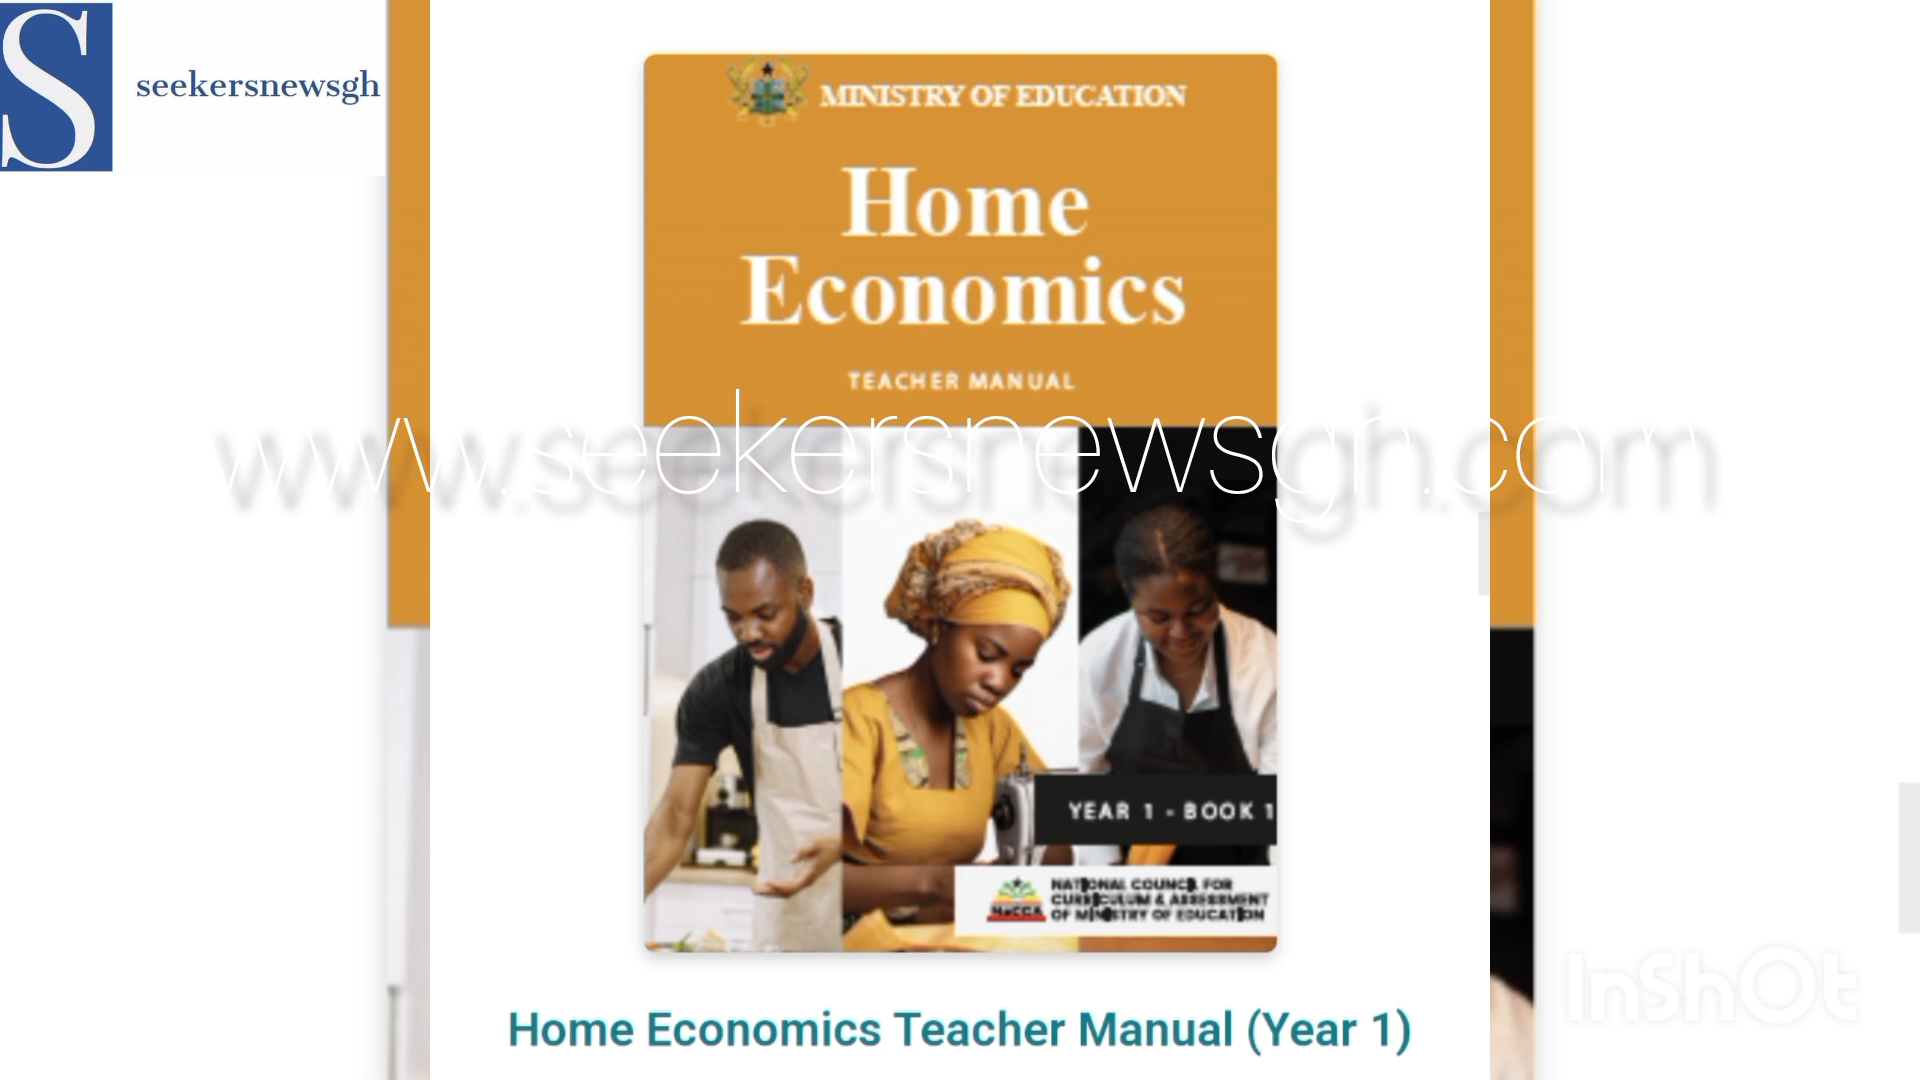 S
seekersnewsgh
MINISTRY OF EDUCATION
Home
Economics
TEACHER MANUAL
www.seekersnewsgh.com
YEAR 1 - BOOK 1
NaCCA
NATIONAL COUNCIL FOR
CURRICULUM & ASSESSMENT
OF MINISTRY OF EDUCATION
InShOt
Home Economics Teacher Manual (Year 1)